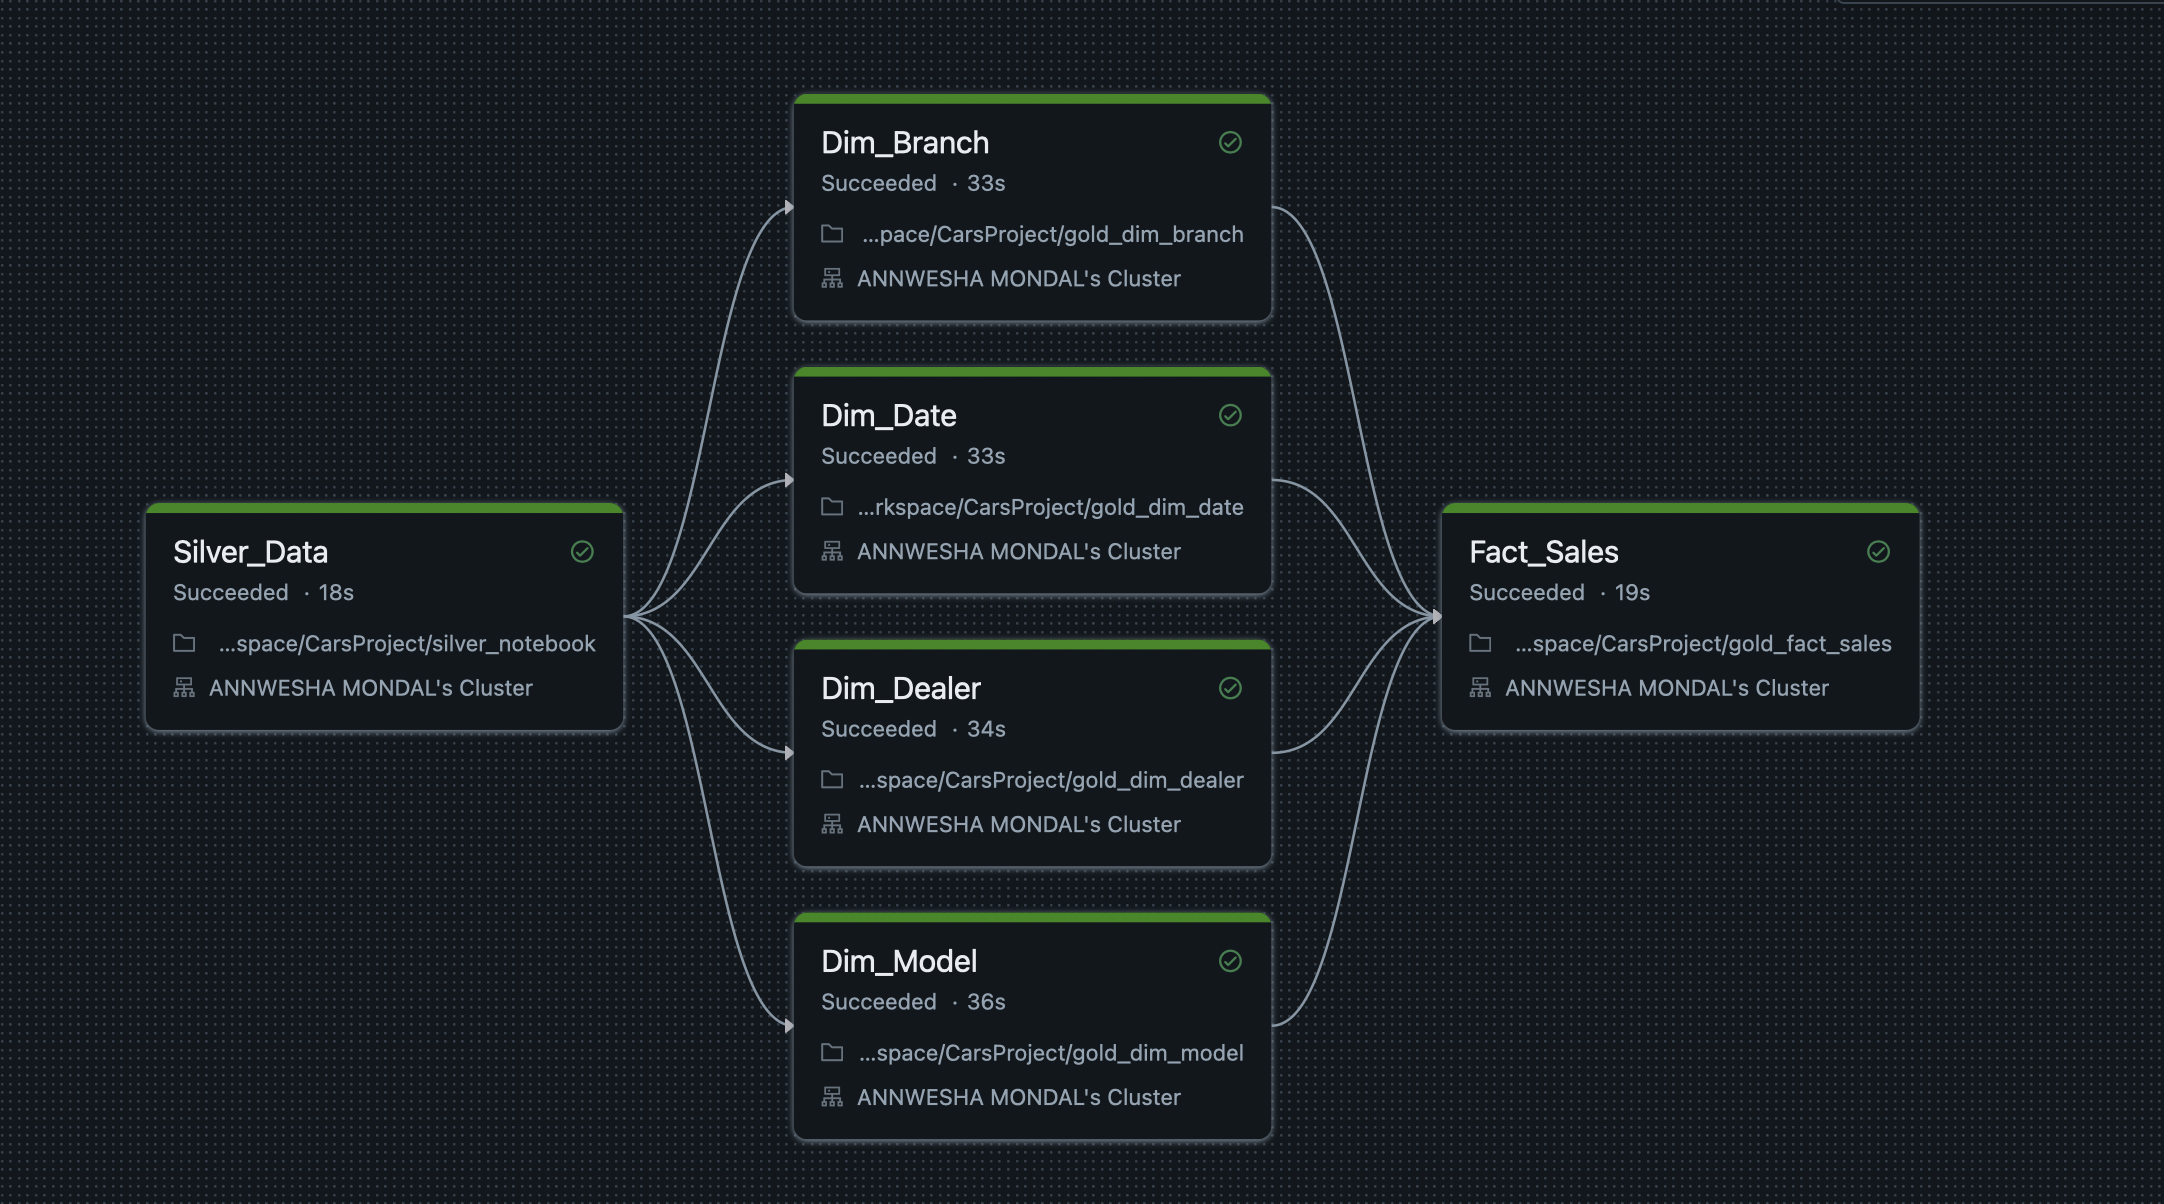 Silver_Data
Succeeded · 18s
...space/CarsProject/silver_notebook
ANNWESHA MONDAL's Cluster
Dim_Branch
Succeeded · 33s
...pace/CarsProject/gold_dim_branch
ANNWESHA MONDAL's Cluster
Dim_Date
Succeeded · 33s
...rkspace/CarsProject/gold_dim_date
ANNWESHA MONDAL's Cluster
Dim_Dealer
Succeeded · 34s
...space/CarsProject/gold_dim_dealer
ANNWESHA MONDAL's Cluster
Dim_Model
Succeeded · 36s
...space/CarsProject/gold_dim_model
ANNWESHA MONDAL's Cluster
Fact_Sales
Succeeded · 19s
...space/CarsProject/gold_fact_sales
ANNWESHA MONDAL's Cluster